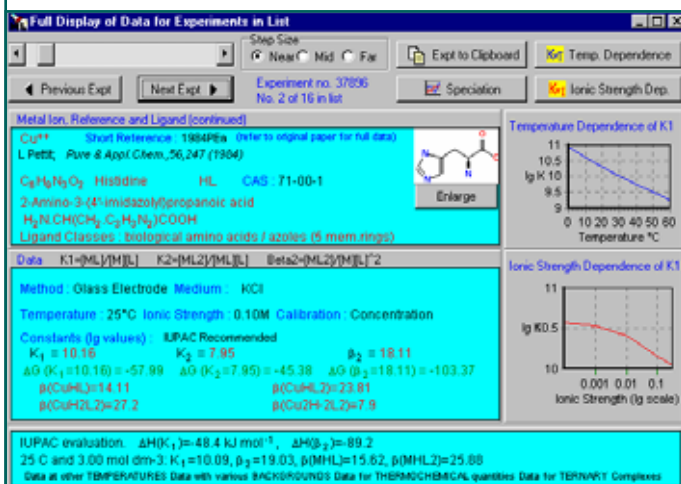 Full Display of Data for Experiments in List
Step Size
Near Mid Far
Expt to Clipboard
Temp. Dependence
Previous Expt
Next Expt
Experiment no. 37896
No. 2 of 16 in list
Speciation
Ionic Strength Dep.
Metal Ion, Reference and Ligand (continued)
Cu++ Short Reference : 1984PEa (refer to original paper for full data)
L Pettit; Pure & Appl.Chem.,56,247 (1984)
C6H9N3O2 Histidine HL CAS : 71-00-1
2-Amino-3-(4'-imidazolyl)propanoic acid
H2N.CH(CH2.C3H3N2)COOH
Ligand Classes : biological amino acids / azoles (5 mem.rings)
Enlarge
Temperature Dependence of K1
11
10.5
lg K 10
9.5
9
0 10 20 30 40 50 60
Temperature °C
Data K1=[ML]/[M][L] K2=[ML2]/[ML][L] Beta2=[ML2]/[M][L]^2
Method : Glass Electrode Medium : KCl
Temperature : 25°C Ionic Strength : 0.10M Calibration : Concentration
Constants (lg values) : IUPAC Recommended
K1 = 10.16 K2 = 7.95 β2 = 18.11
ΔG (K1=10.16) = -57.99 ΔG (K2=7.95) = -45.38 ΔG (β2=18.11) = -103.37
β(CuHL)=14.11 β(CuHL2)=23.81
β(CuH2L2)=27.2 β(Cu2H-2L2)=7.9
Ionic Strength Dependence of K1
11
lg K0.5
10
0.001 0.01 0.1
Ionic Strength (lg scale)
IUPAC evaluation. ΔH(K1)=-48.4 kJ mol-1, ΔH(β2)=-89.2
25 C and 3.00 mol dm-3: K1=10.09, β2=19.03, β(MHL)=15.62, β(MHL2)=25.88
Data at other TEMPERATURES Data with various BACKGROUNDS Data for THERMOCHEMICAL quantities Data for TERNARY Complexes